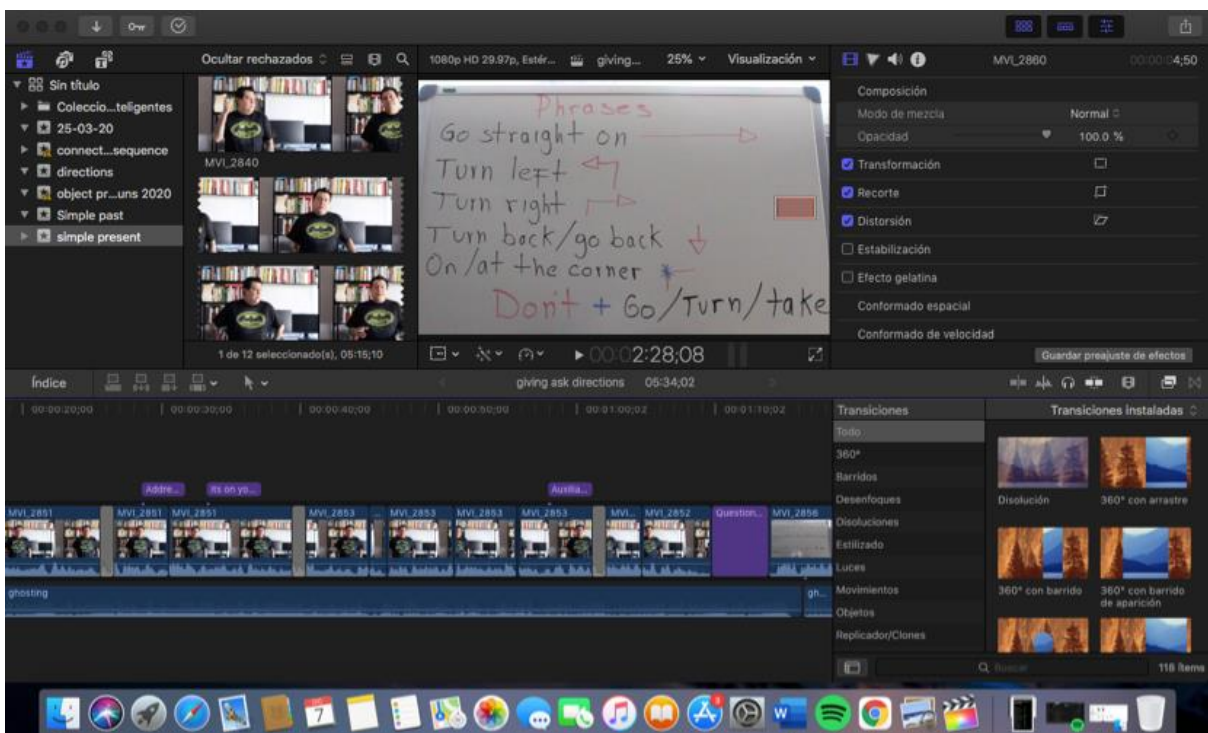 Ocultar rechazados
1080p HD 29.97p, Estér...
giving...
25%
Visualización
MVI_2860
00:00:04;50
Sin título
Coleccio...teligentes
25-03-20
connect...sequence
directions
object pr...uns 2020
Simple past
simple present
MVI_2840
1 de 12 seleccionado(s), 05:15;10
Phrases
Go straight on
Turn left
Turn right
Turn back/go back
On/at the corner
Don't + Go/Turn/take
00:02:28;08
Composición
Modo de mezcla
Normal
Opacidad
100.0 %
Transformación
Recorte
Distorsión
Estabilización
Efecto gelatina
Conformado espacial
Conformado de velocidad
Guardar preajuste de efectos
Índice
giving ask directions
05:34;02
00:00:20;00
00:00:30;00
00:00:40;00
00:00:50;00
00:01:00;02
00:01:10;02
Addre...
Its on yo...
Auxilia...
MVI_2851
MVI_2851
MVI_2851
MVI_2853
...
MVI_2853
MVI_2853
MVI_2853
MVI...
MVI_2852
Question...
MVI_2856
ghosting
gh...
Transiciones
Transiciones instaladas
Todo
360°
Barridos
Desenfoques
Disoluciones
Estilizado
Luces
Movimientos
Objetos
Replicador/Clones
Disolución
360° con arrastre
360° con barrido
360° con barrido
de aparición
Buscar
118 ítems
7
W